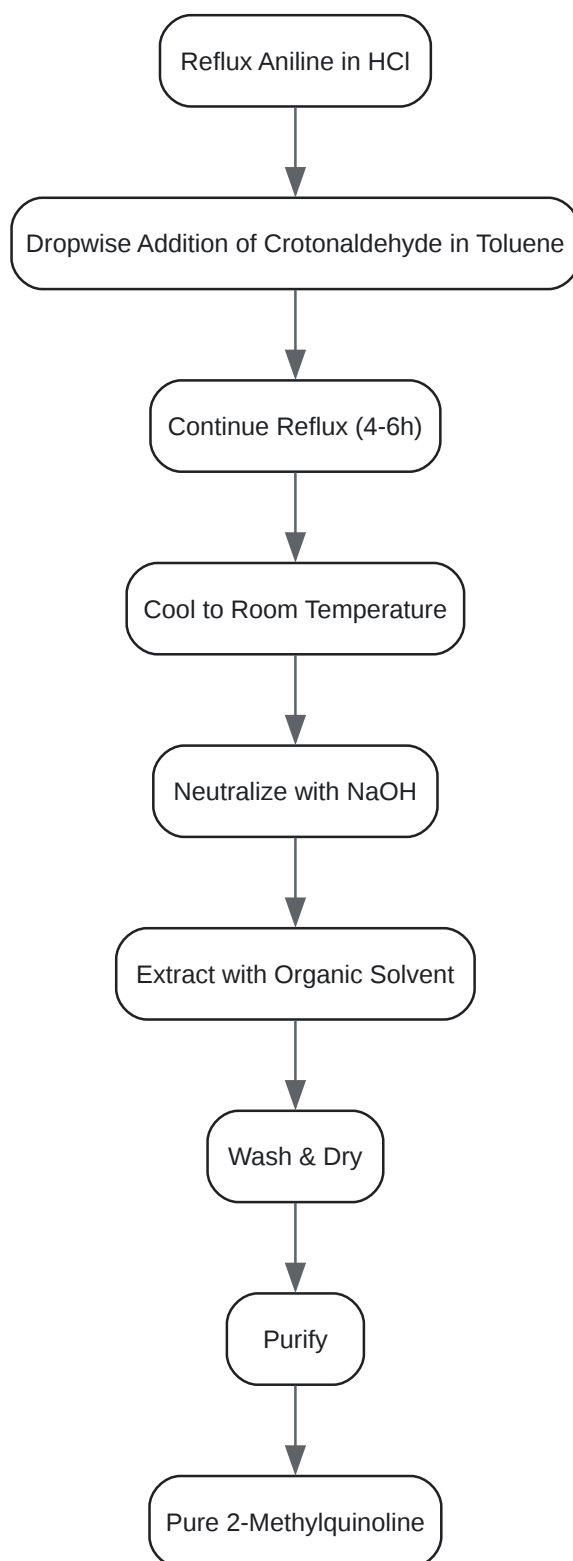 Reflux Aniline in HCl
Dropwise Addition of Crotonaldehyde in Toluene
Continue Reflux (4-6h)
Cool to Room Temperature
Neutralize with NaOH
Extract with Organic Solvent
Wash & Dry
Purify
Pure 2-Methylquinoline